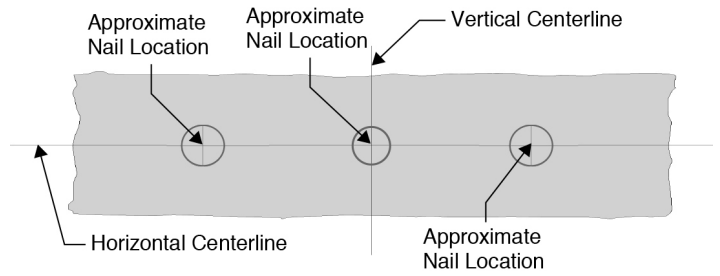 Approximate
Nail Location
Approximate
Nail Location
Vertical Centerline
Horizontal Centerline
Approximate
Nail Location